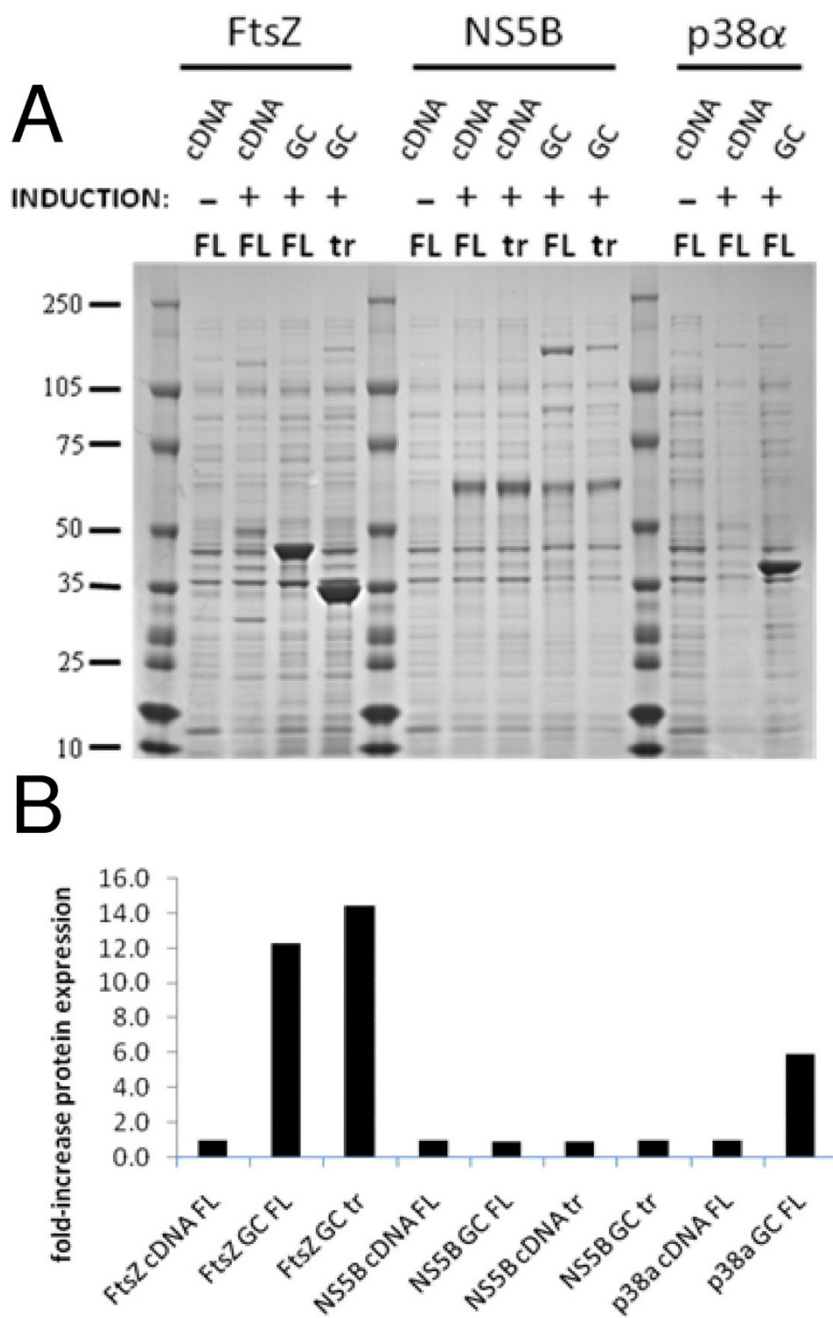 FtsZ NS5B p38α
A
cDNA cDNA GC GC cDNA cDNA cDNA GC GC cDNA cDNA GC
INDUCTION: – + + + – + + + + – + +
FL FL FL tr FL FL tr FL tr FL FL FL
250
105
75
50
35
25
10
B
fold-increase protein expression
16.0
14.0
12.0
10.0
8.0
6.0
4.0
2.0
0.0
FtsZ cDNA FL
FtsZ GC FL
FtsZ GC tr
NS5B cDNA FL
NS5B GC FL
NS5B cDNA tr
NS5B GC tr
p38a cDNA FL
p38a GC FL